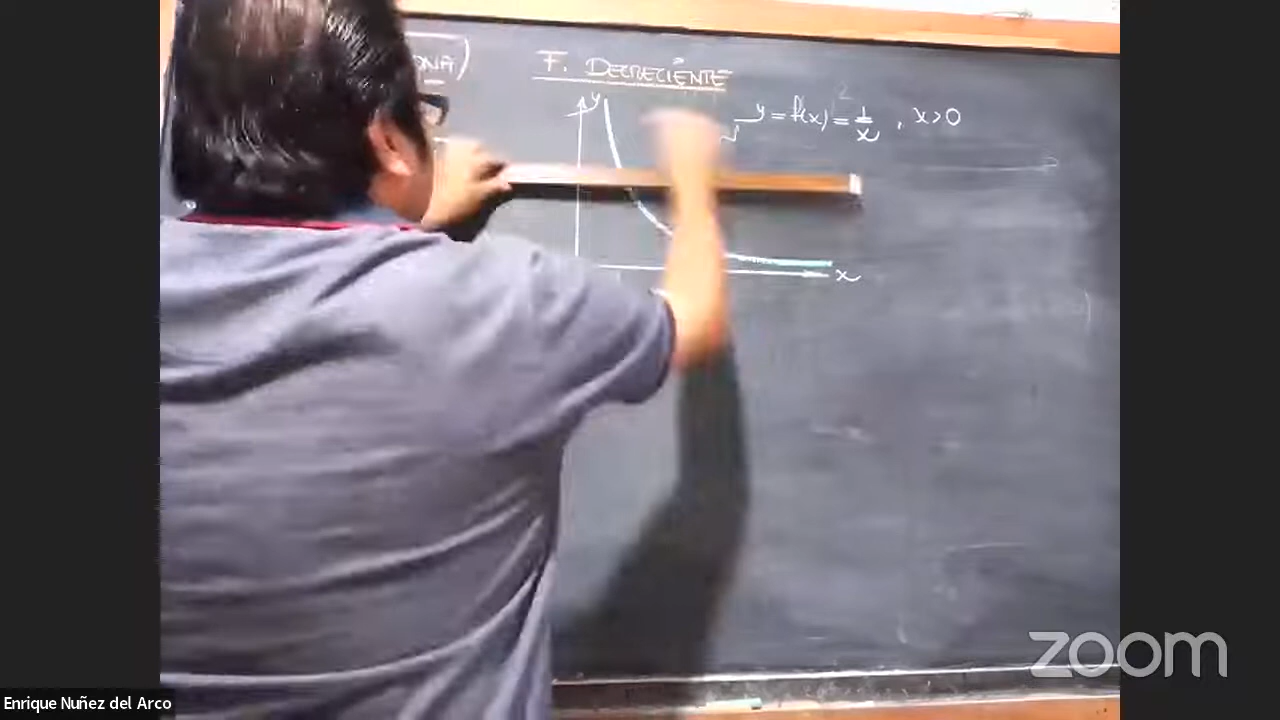 F. DECRECIENTE
y
y = f(x) = 1/x , x>0
x
zoom
Enrique Nuñez del Arco